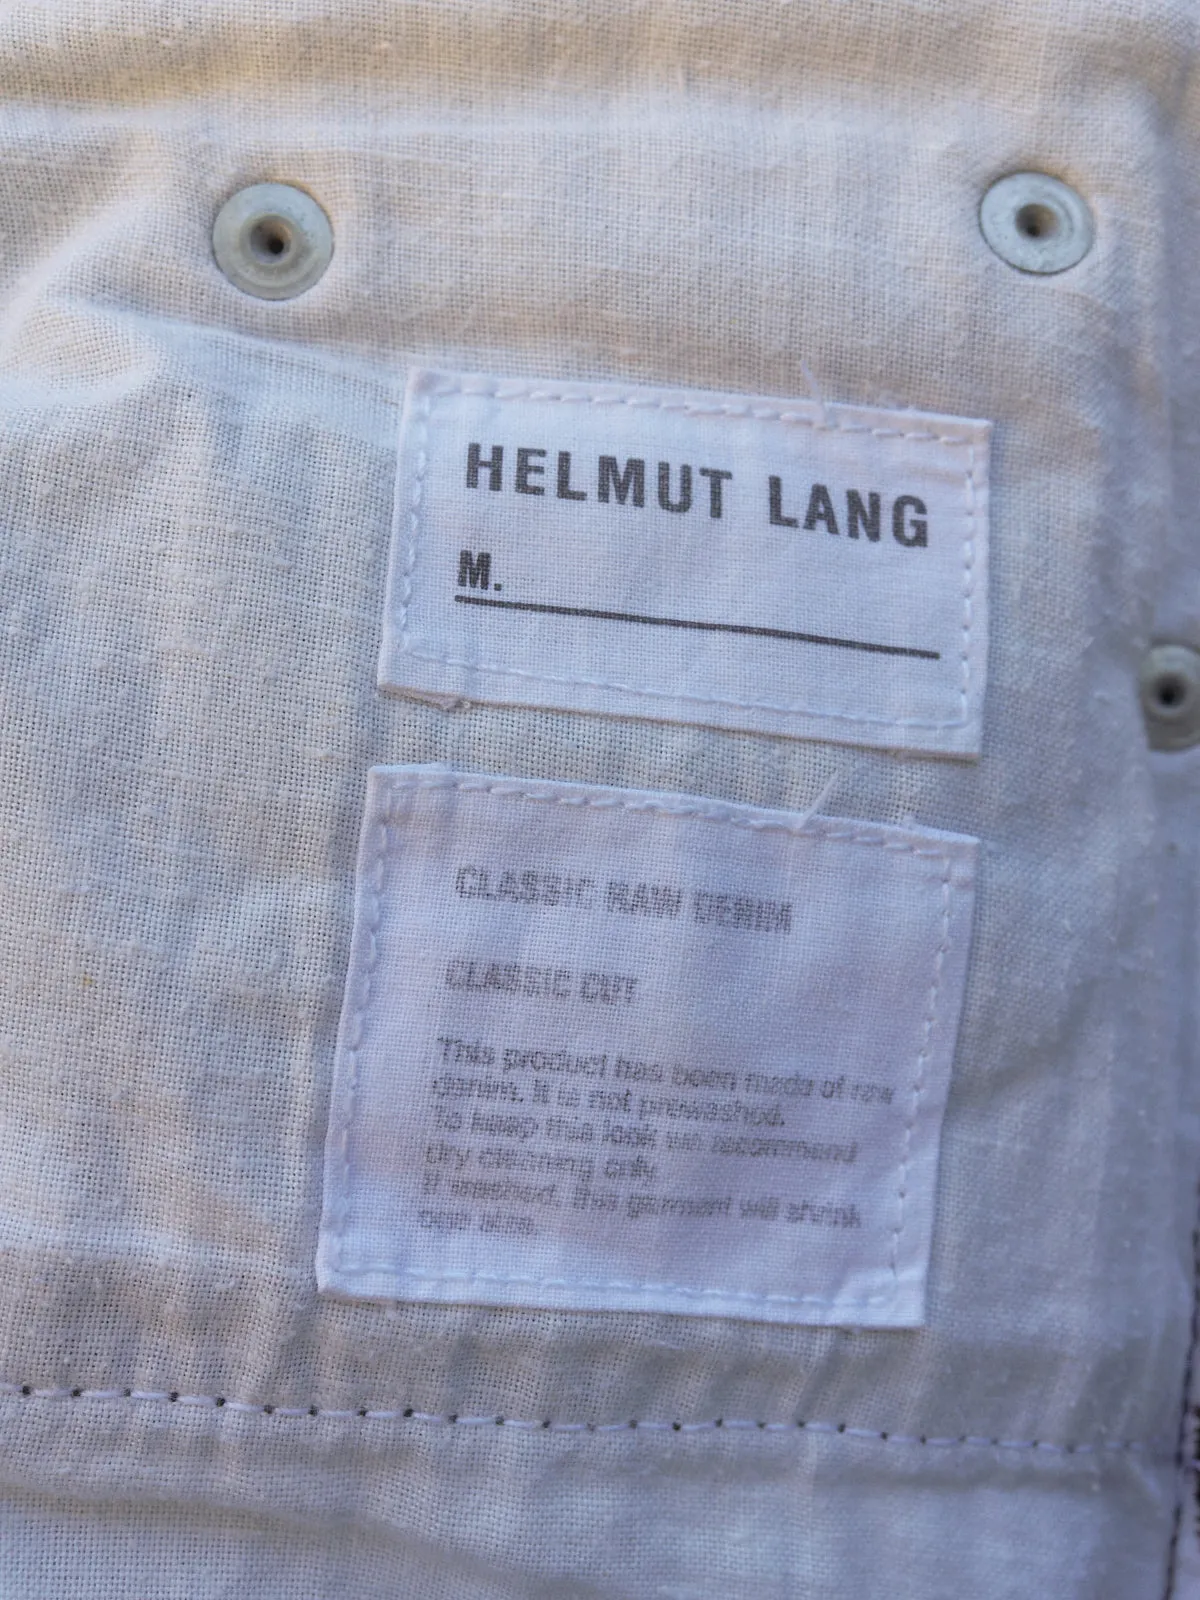 HELMUT LANG
M.
CLASSIC RAW DENIM
CLASSIC CUT
This product has been made of raw
denim. It is not prewashed.
To keep this look we recommend
dry cleaning only.
If washed, this garment will shrink
one size.